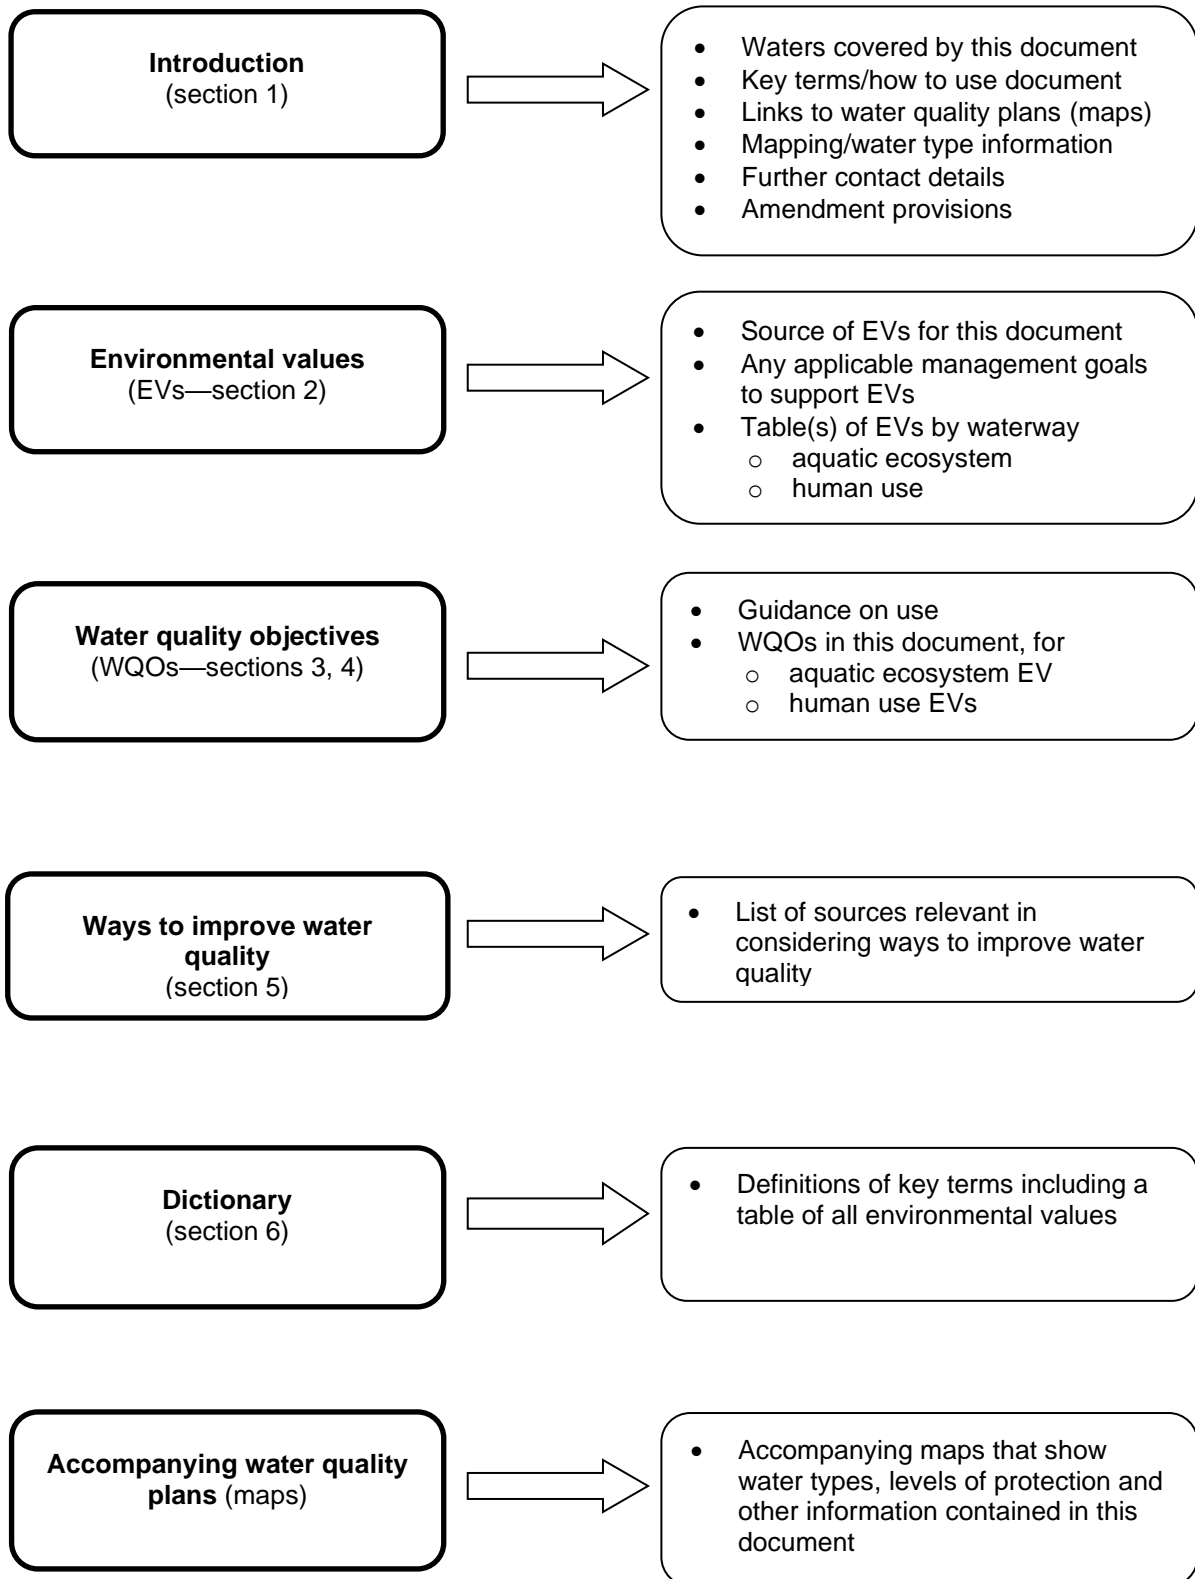 Introduction
(section 1)
• Waters covered by this document
• Key terms/how to use document
• Links to water quality plans (maps)
• Mapping/water type information
• Further contact details
• Amendment provisions
Environmental values
(EVs—section 2)
• Source of EVs for this document
• Any applicable management goals
to support EVs
• Table(s) of EVs by waterway
o aquatic ecosystem
o human use
Water quality objectives
(WQOs—sections 3, 4)
• Guidance on use
• WQOs in this document, for
o aquatic ecosystem EV
o human use EVs
Ways to improve water
quality
(section 5)
• List of sources relevant in
considering ways to improve water
quality
Dictionary
(section 6)
• Definitions of key terms including a
table of all environmental values
Accompanying water quality
plans (maps)
• Accompanying maps that show
water types, levels of protection and
other information contained in this
document